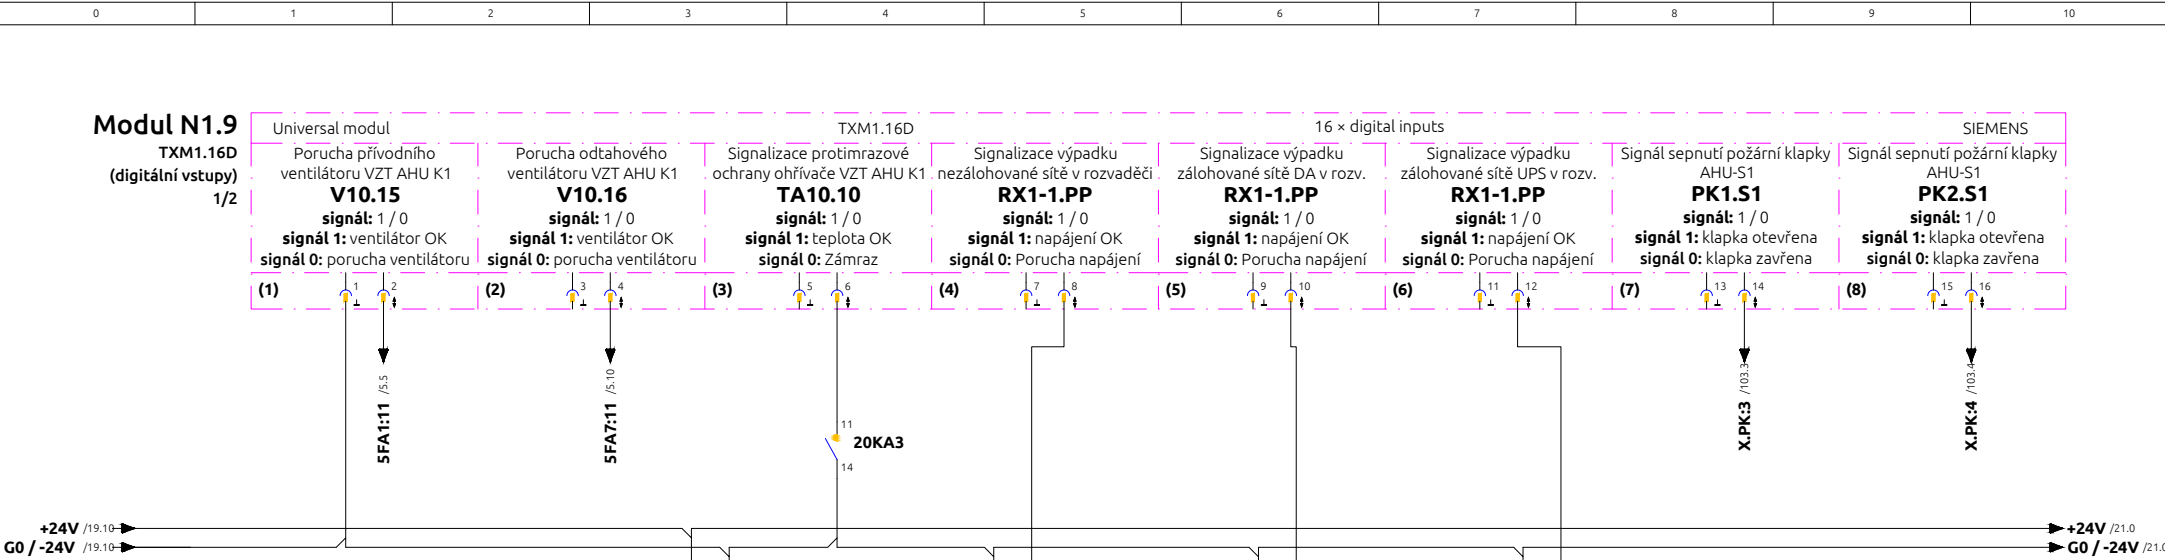 0 1 2 3 4 5 6 7 8 9 10
Modul N1.9
TXM1.16D
(digitální vstupy)
1/2
Universal modul TXM1.16D 16 × digital inputs SIEMENS
Porucha přívodního
ventilátoru VZT AHU K1
V10.15
signál: 1 / 0
signál 1: ventilátor OK
signál 0: porucha ventilátoru
Porucha odtahového
ventilátoru VZT AHU K1
V10.16
signál: 1 / 0
signál 1: ventilátor OK
signál 0: porucha ventilátoru
Signalizace protimrazové
ochrany ohřívače VZT AHU K1
TA10.10
signál: 1 / 0
signál 1: teplota OK
signál 0: Zámraz
Signalizace výpadku
nezálohované sítě v rozvaděči
RX1-1.PP
signál: 1 / 0
signál 1: napájení OK
signál 0: Porucha napájení
Signalizace výpadku
zálohované sítě DA v rozv.
RX1-1.PP
signál: 1 / 0
signál 1: napájení OK
signál 0: Porucha napájení
Signalizace výpadku
zálohované sítě UPS v rozv.
RX1-1.PP
signál: 1 / 0
signál 1: napájení OK
signál 0: Porucha napájení
Signál sepnutí požární klapky
AHU-S1
PK1.S1
signál: 1 / 0
signál 1: klapka otevřena
signál 0: klapka zavřena
Signál sepnutí požární klapky
AHU-S1
PK2.S1
signál: 1 / 0
signál 1: klapka otevřena
signál 0: klapka zavřena
(1) 1 2 (2) 3 4 (3) 5 6 (4) 7 8 (5) 9 10 (6) 11 12 (7) 13 14 (8) 15 16
5FA1:11 /5.5
5FA7:11 /5.10
11
20KA3
14
X.PK:3 /103.3
X.PK:4 /103.4
+24V /19.10 +24V /21.0
G0 / -24V /19.10 G0 / -24V /21.0